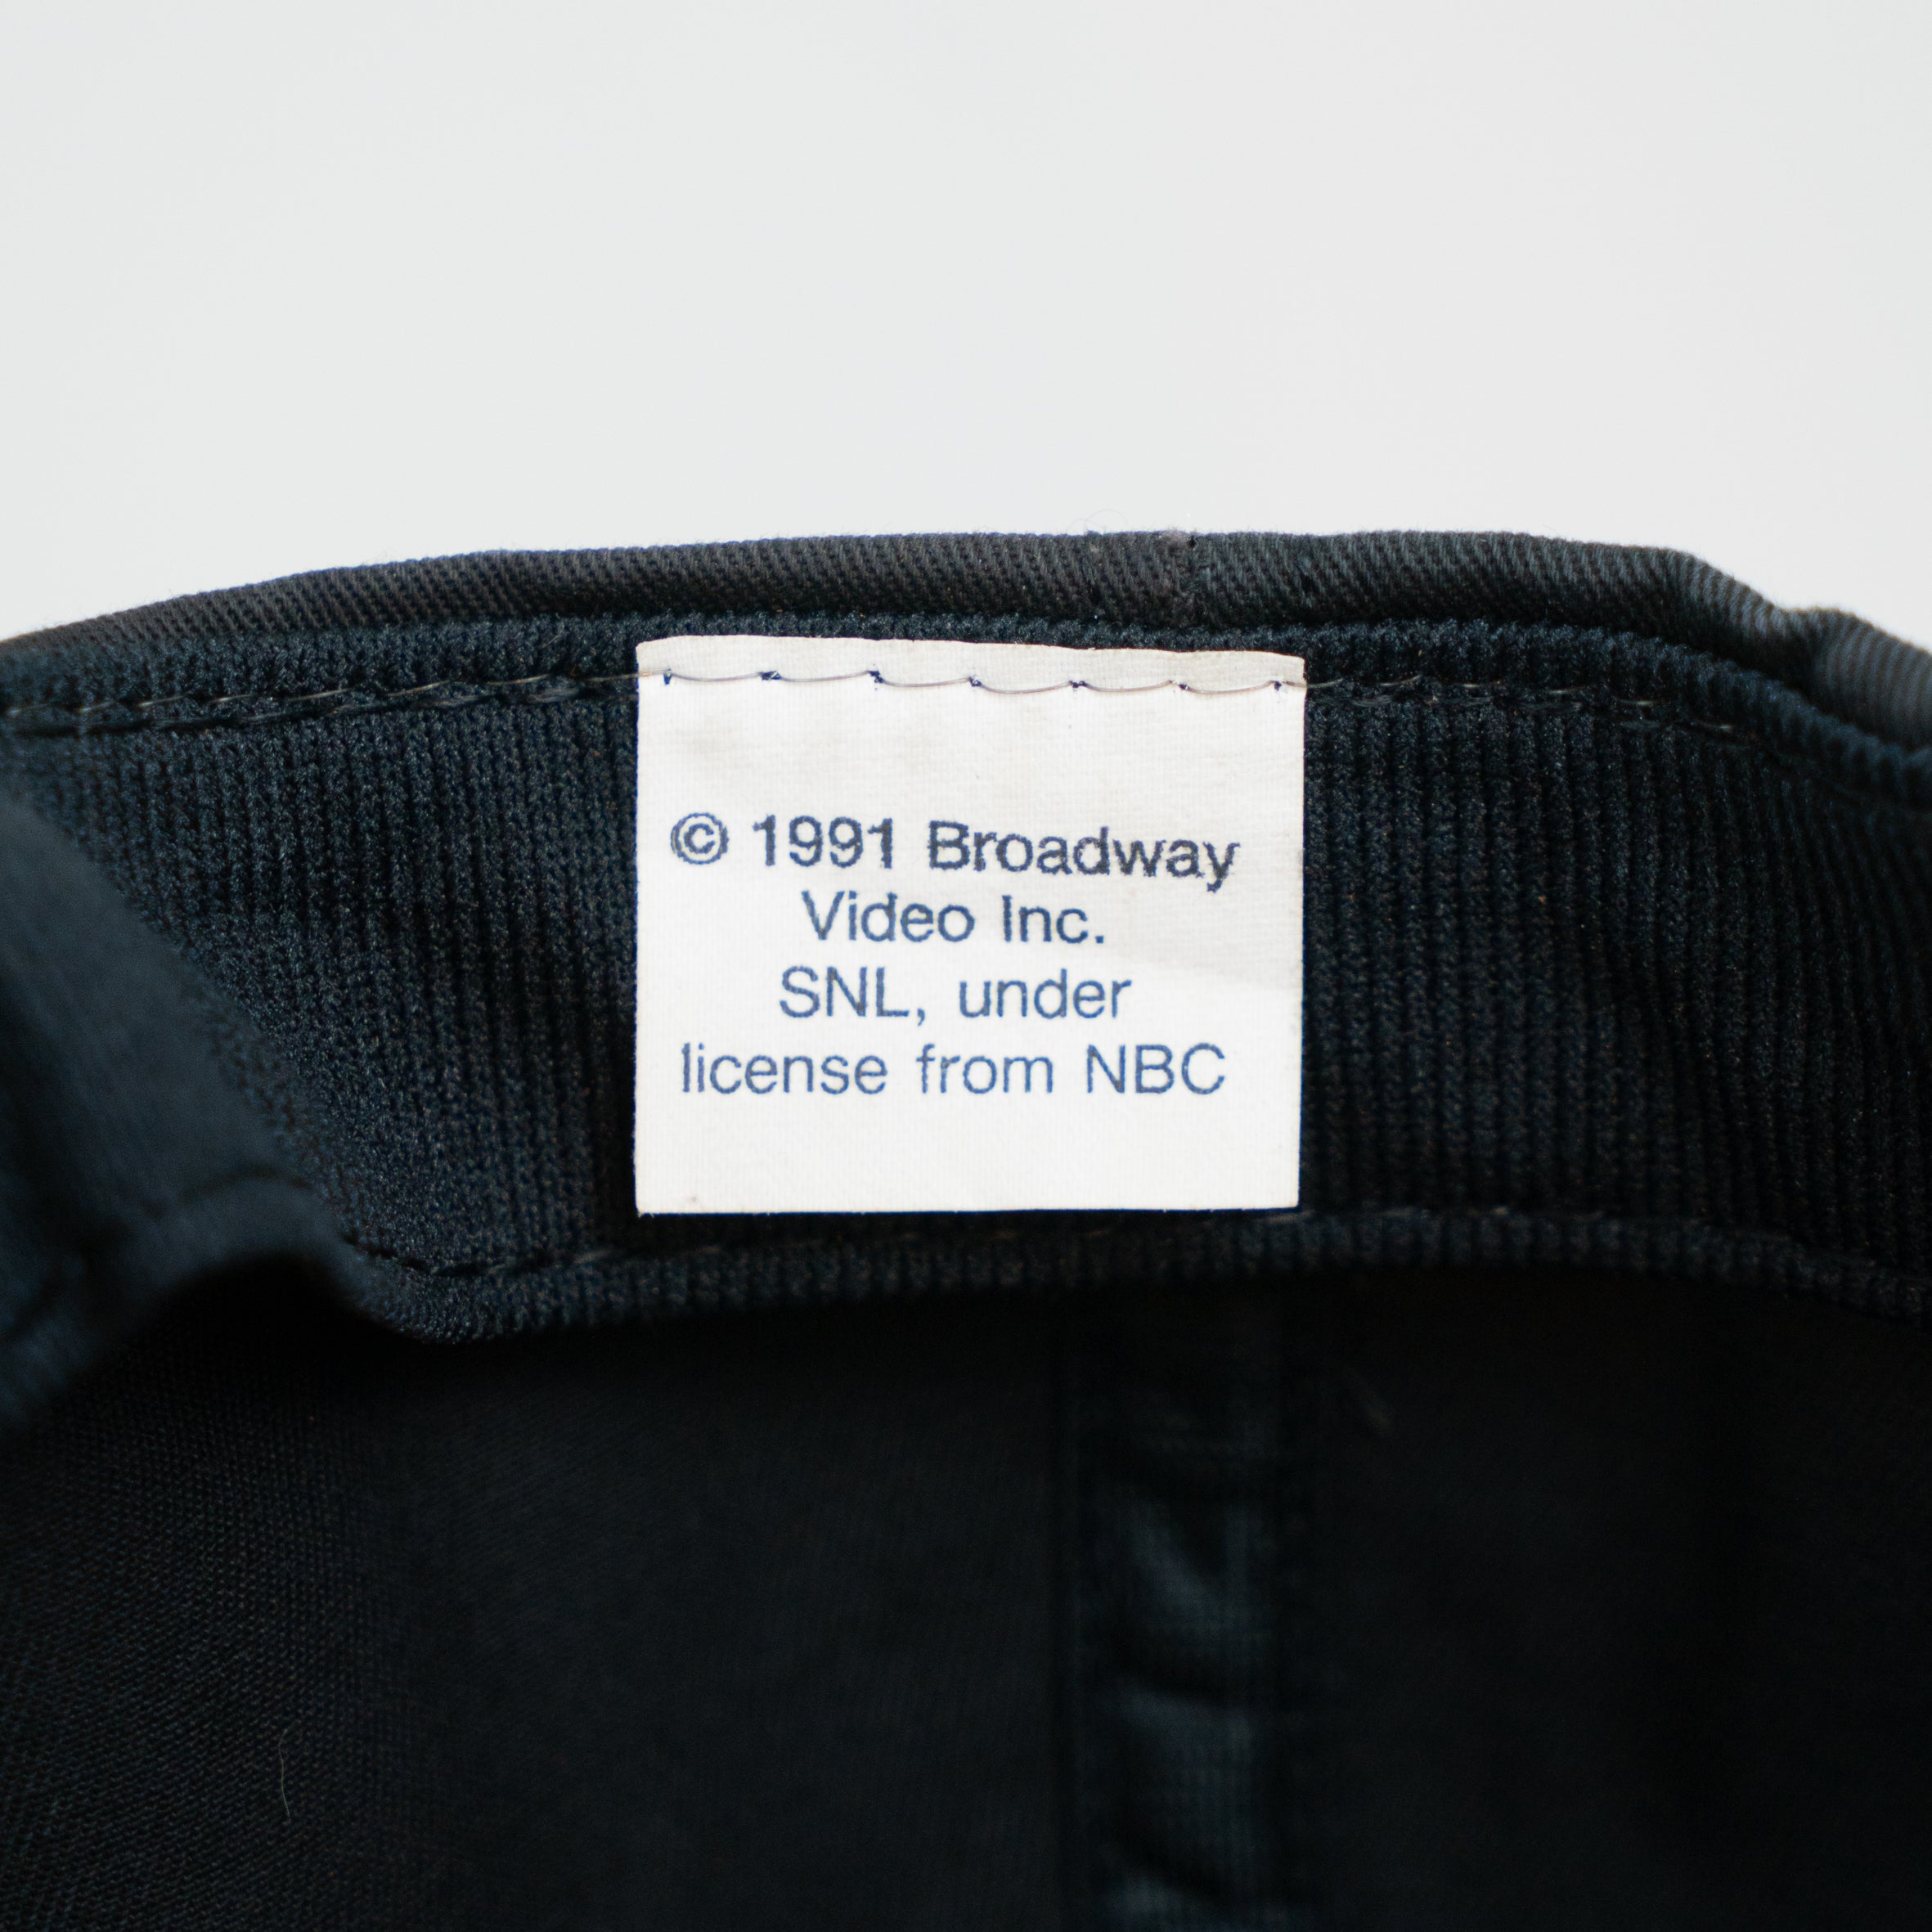 © 1991 Broadway
Video Inc.
SNL, under
license from NBC